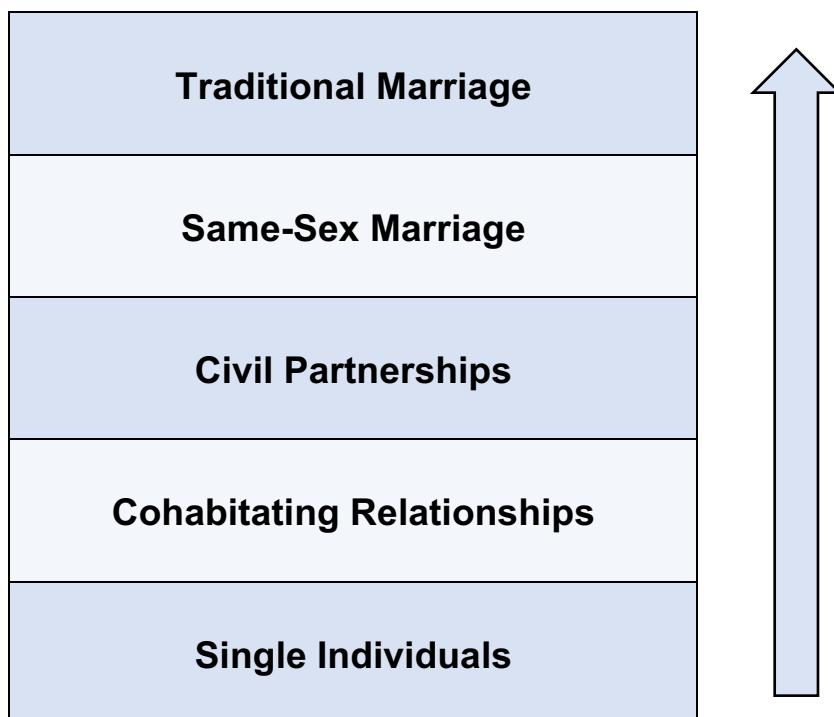 Traditional Marriage
Same-Sex Marriage
Civil Partnerships
Cohabitating Relationships
Single Individuals